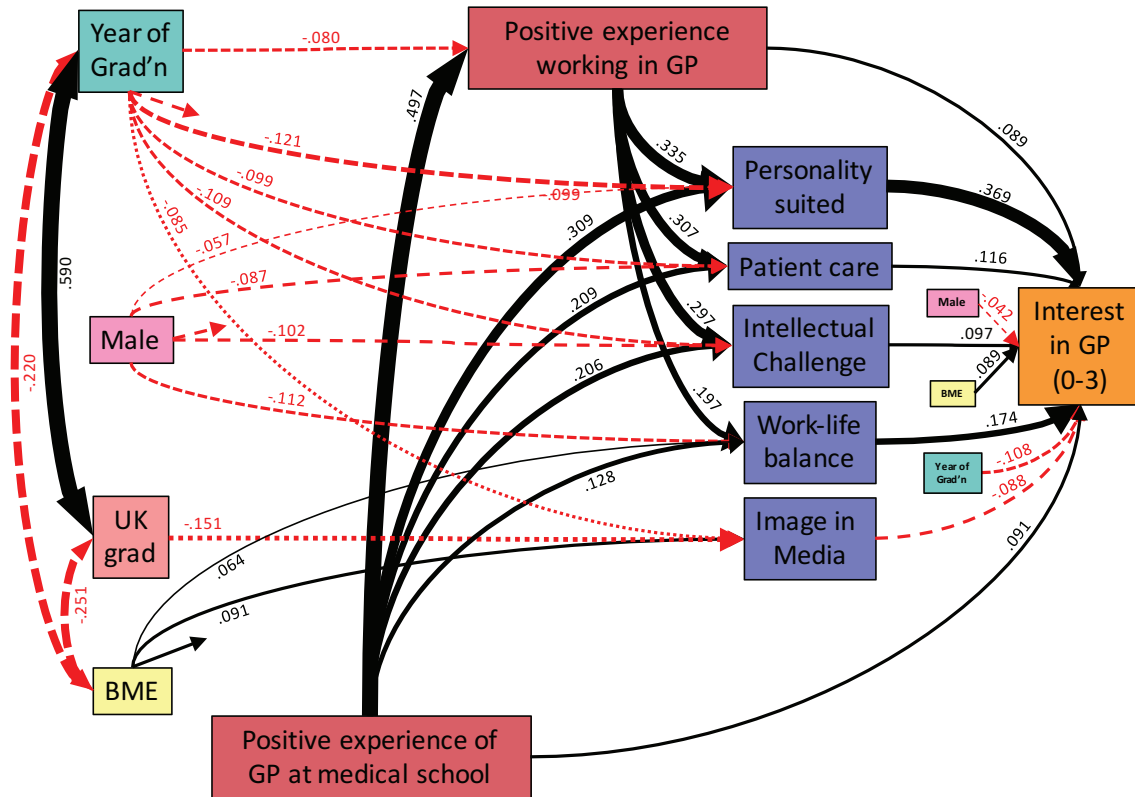 Year of
Grad'n
-.080
Positive experience
working in GP
.497
.089
-.121
.335
Personality
suited
.369
-.099
-.099
-.109
-.085
.309
.307
-.057
-.087
.209
Patient care
.116
.590
Male
-.102
.297
Intellectual
Challenge
.097
Male
-.042
Interest
in GP
(0-3)
.089
BME
-.220
.206
-.112
.197
Work-life
balance
.174
Year of
Grad'n
-.108
-.088
.128
UK
grad
-.151
Image in
Media
.064
.091
.091
-.251
BME
Positive experience of
GP at medical school